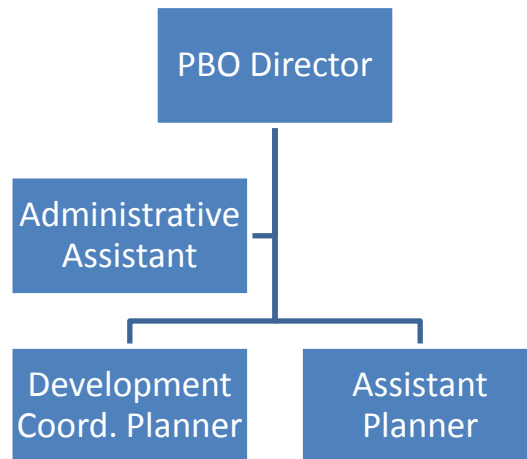 PBO Director
Administrative
Assistant
Development
Coord. Planner
Assistant
Planner